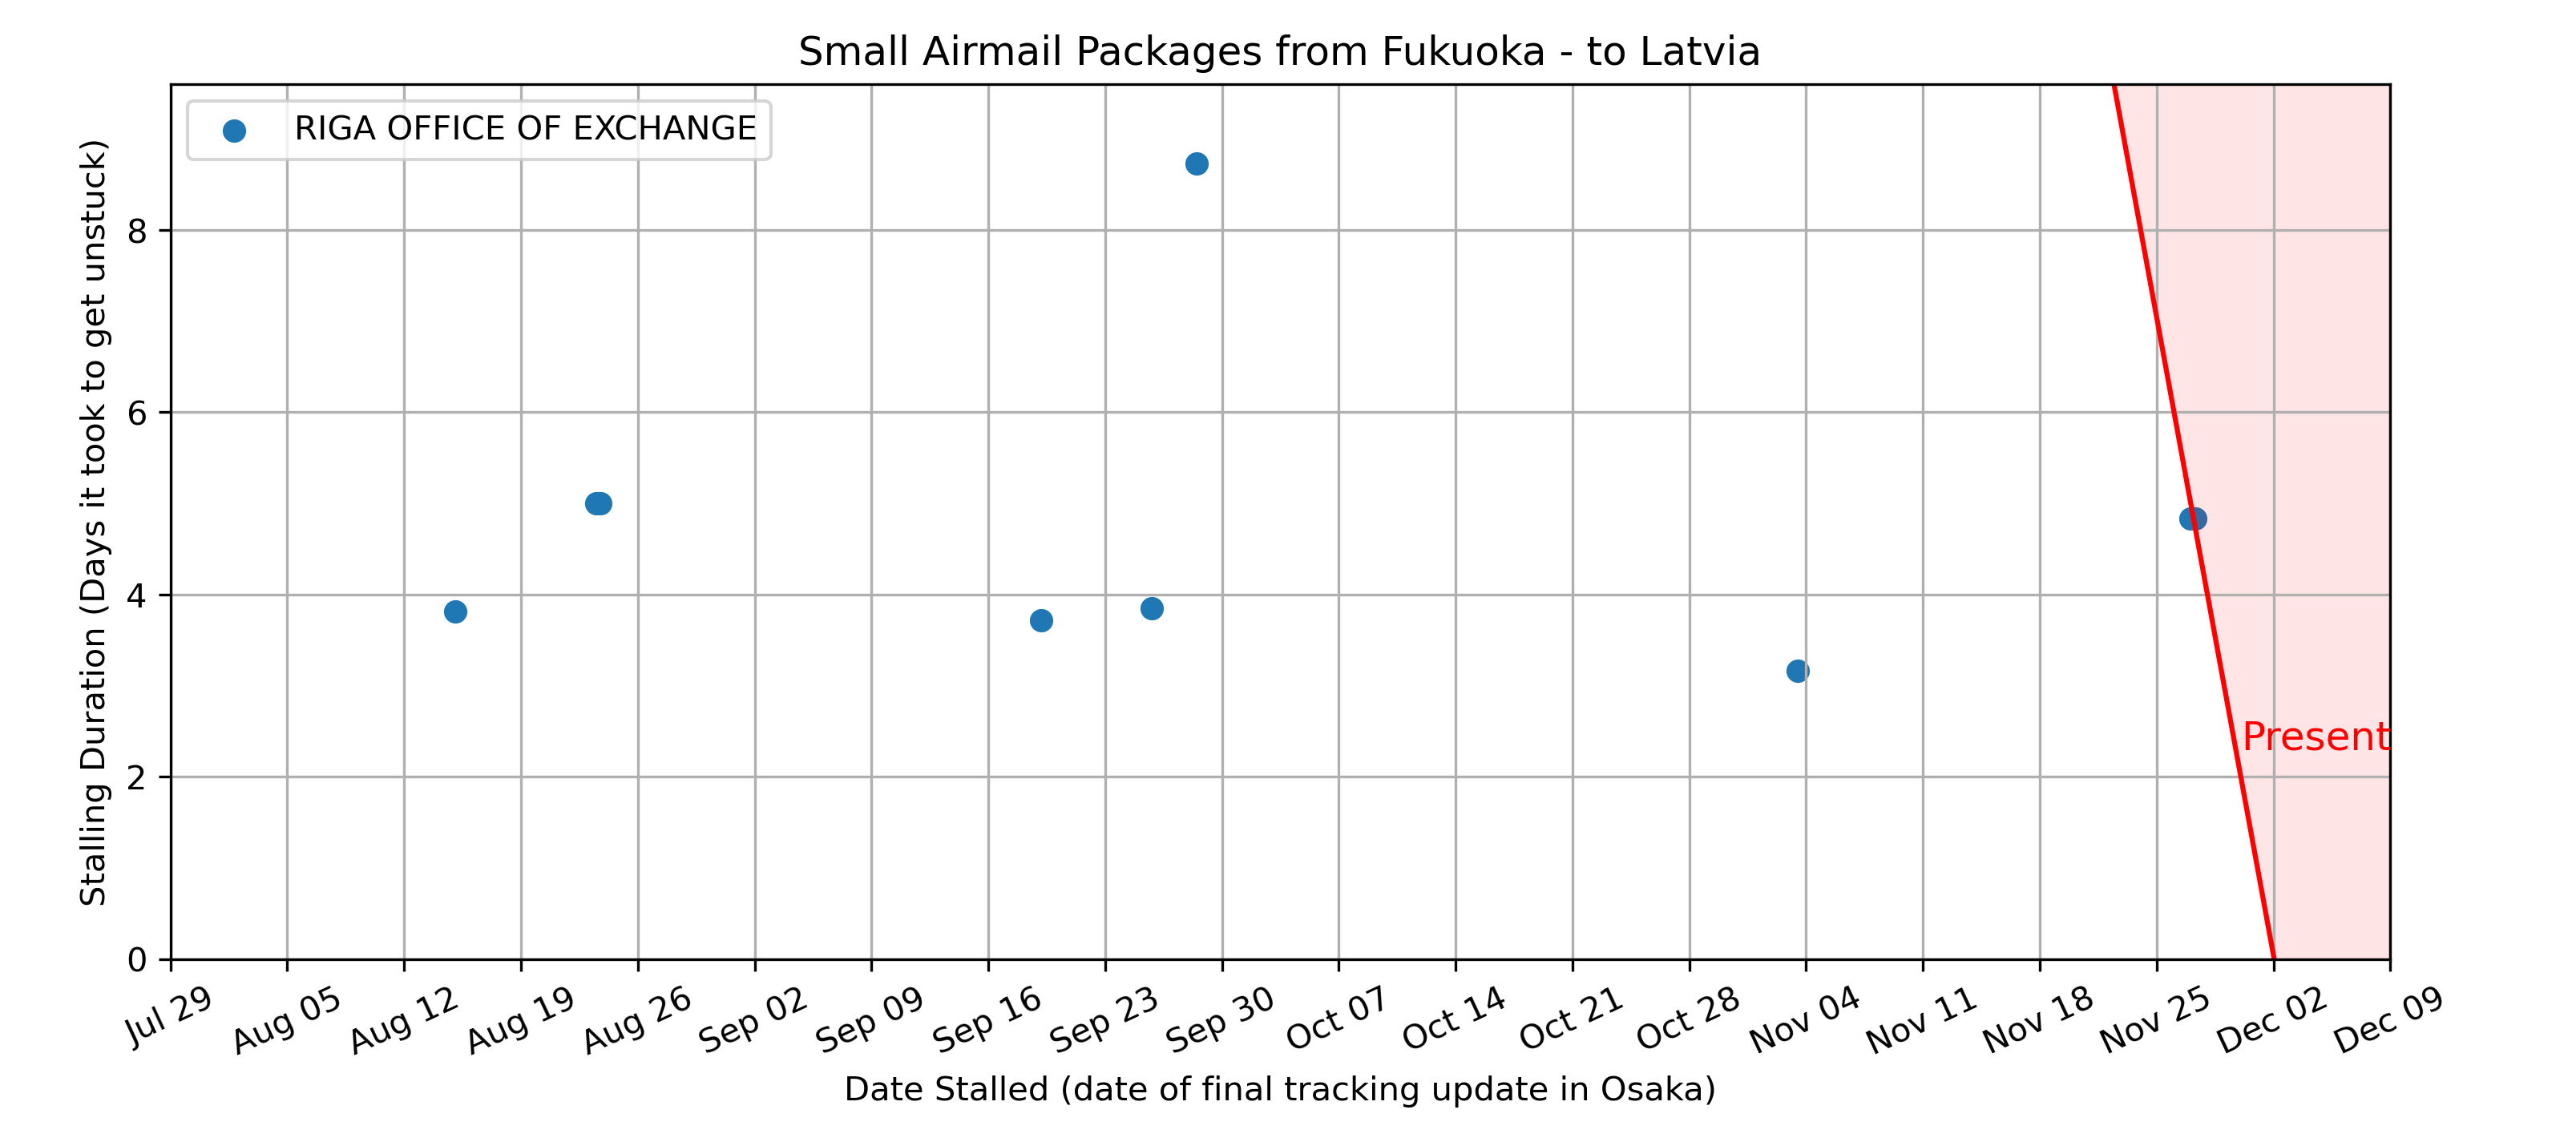 Small Airmail Packages from Fukuoka - to Latvia
RIGA OFFICE OF EXCHANGE
Stalling Duration (Days it took to get unstuck)
8
6
4
2
0
Present
Jul 29 Aug 05 Aug 12 Aug 19 Aug 26 Sep 02 Sep 09 Sep 16 Sep 23 Sep 30 Oct 07 Oct 14 Oct 21 Oct 28 Nov 04 Nov 11 Nov 18 Nov 25 Dec 02 Dec 09
Date Stalled (date of final tracking update in Osaka)